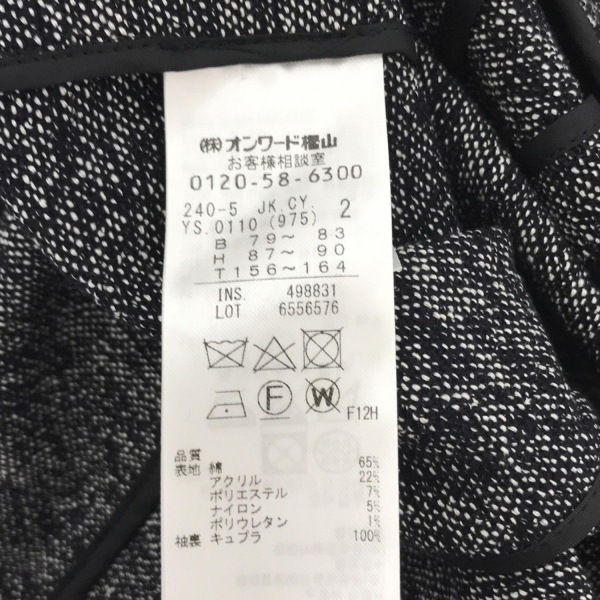 ㈱オンワード樫山
お客様相談室
0120-58-6300
240-5 JK.CY. 2
YS.0110 (975)
B 79~ 83
H 87~ 90
T156~164
INS. 498831
LOT 6556576
F W F12H
品質
表地 綿 65%
アクリル 22%
ポリエステル 7%
ナイロン 5%
ポリウレタン 1%
袖裏 キュプラ 100%